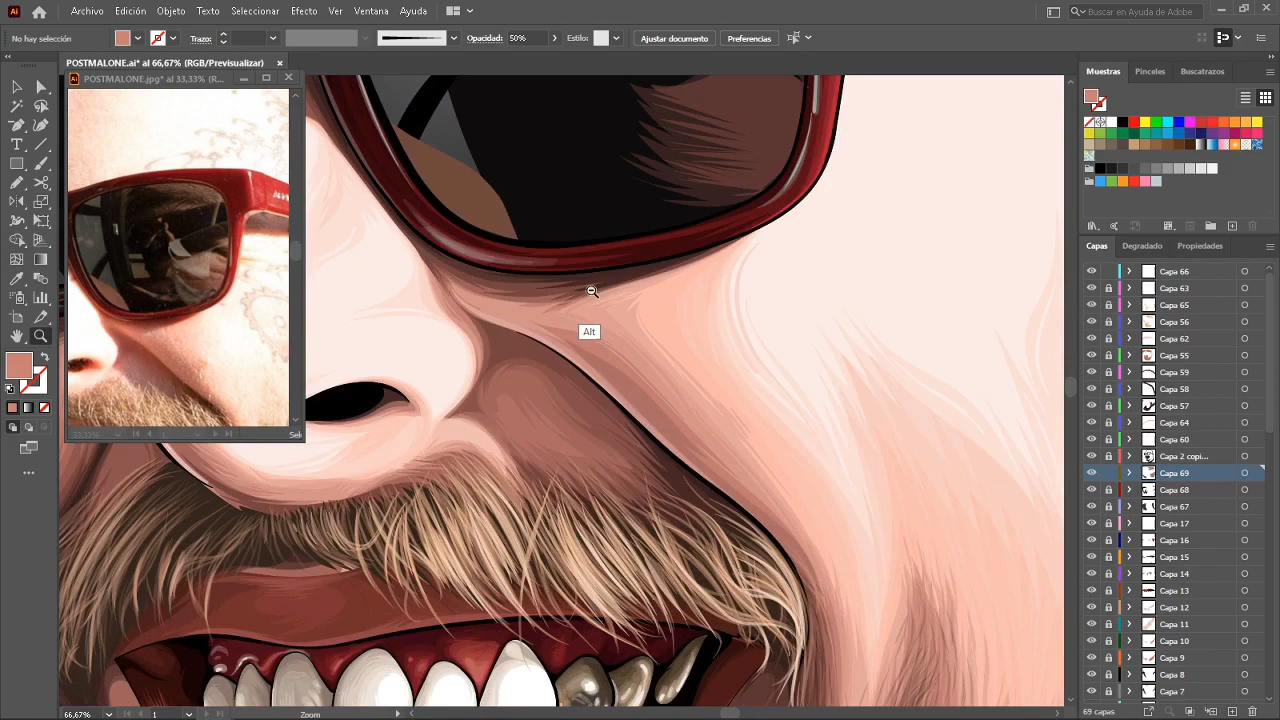 Ai
Archivo Edición Objeto Texto Seleccionar Efecto Ver Ventana Ayuda
Buscar en Ayuda de Adobe
No hay selección
Trazo:
Opacidad: 50%
Estilo:
Ajustar documento
Preferencias
POSTMALONE.ai* al 66,67% (RGB/Previsualizar)
POSTMALONE.jpg* al 33,33% (R...
33,33%
1
Sel
Alt
Muestras Pinceles Buscatrazos
Capas Degradado Propiedades
Capa 66
Capa 63
Capa 65
Capa 56
Capa 62
Capa 55
Capa 59
Capa 58
Capa 57
Capa 64
Capa 60
Capa 2 copi...
Capa 69
Capa 68
Capa 67
Capa 17
Capa 16
Capa 15
Capa 14
Capa 13
Capa 12
Capa 11
Capa 10
Capa 9
Capa 8
Capa 7
69 capas
66,67%
1
Zoom